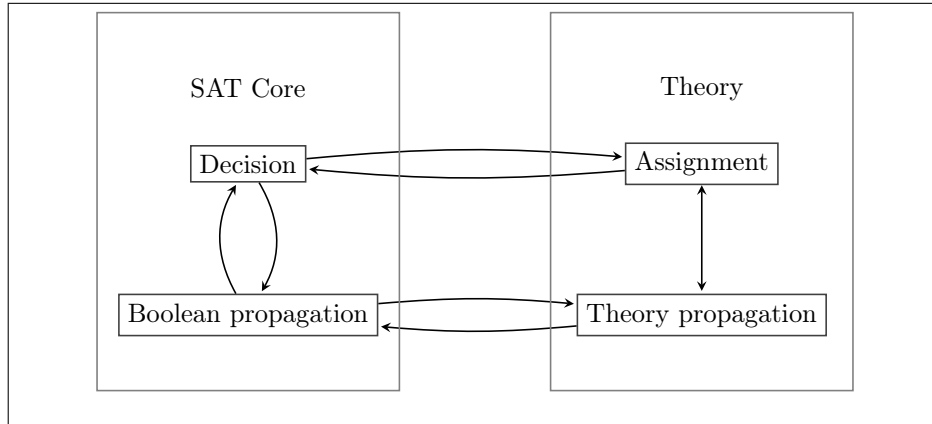 SAT Core
Theory
Decision
Assignment
Boolean propagation
Theory propagation